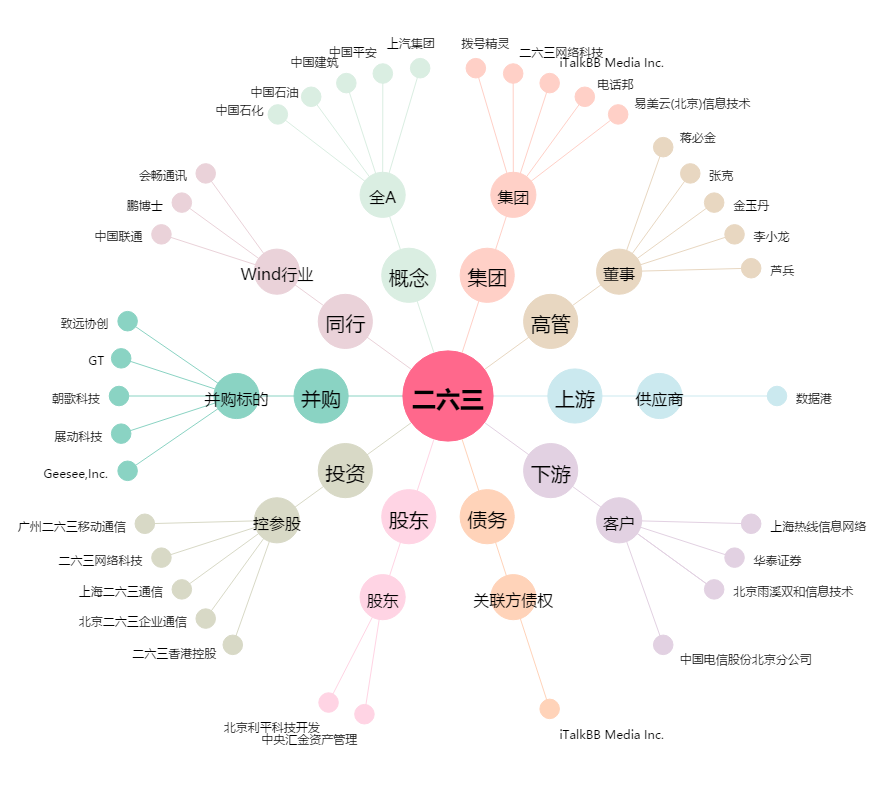 上汽集团
拨号精灵
中国平安
二六三网络科技
中国建筑
iTalkBB Media Inc.
中国石油
电话邦
中国石化
易美云(北京)信息技术
蒋必金
会畅通讯
张克
全A
集团
鹏博士
金玉丹
中国联通
李小龙
Wind行业
概念
集团
董事
芦兵
致远协创
同行
高管
GT
朝歌科技
并购标的
并购
二六三
上游
供应商
数据港
展动科技
Geesee,Inc.
投资
下游
广州二六三移动通信
控参股
股东
债务
客户
上海热线信息网络
二六三网络科技
华泰证券
上海二六三通信
北京雨溪双和信息技术
股东
关联方债权
北京二六三企业通信
二六三香港控股
中国电信股份北京分公司
北京利平科技开发
中央汇金资产管理
iTalkBB Media Inc.